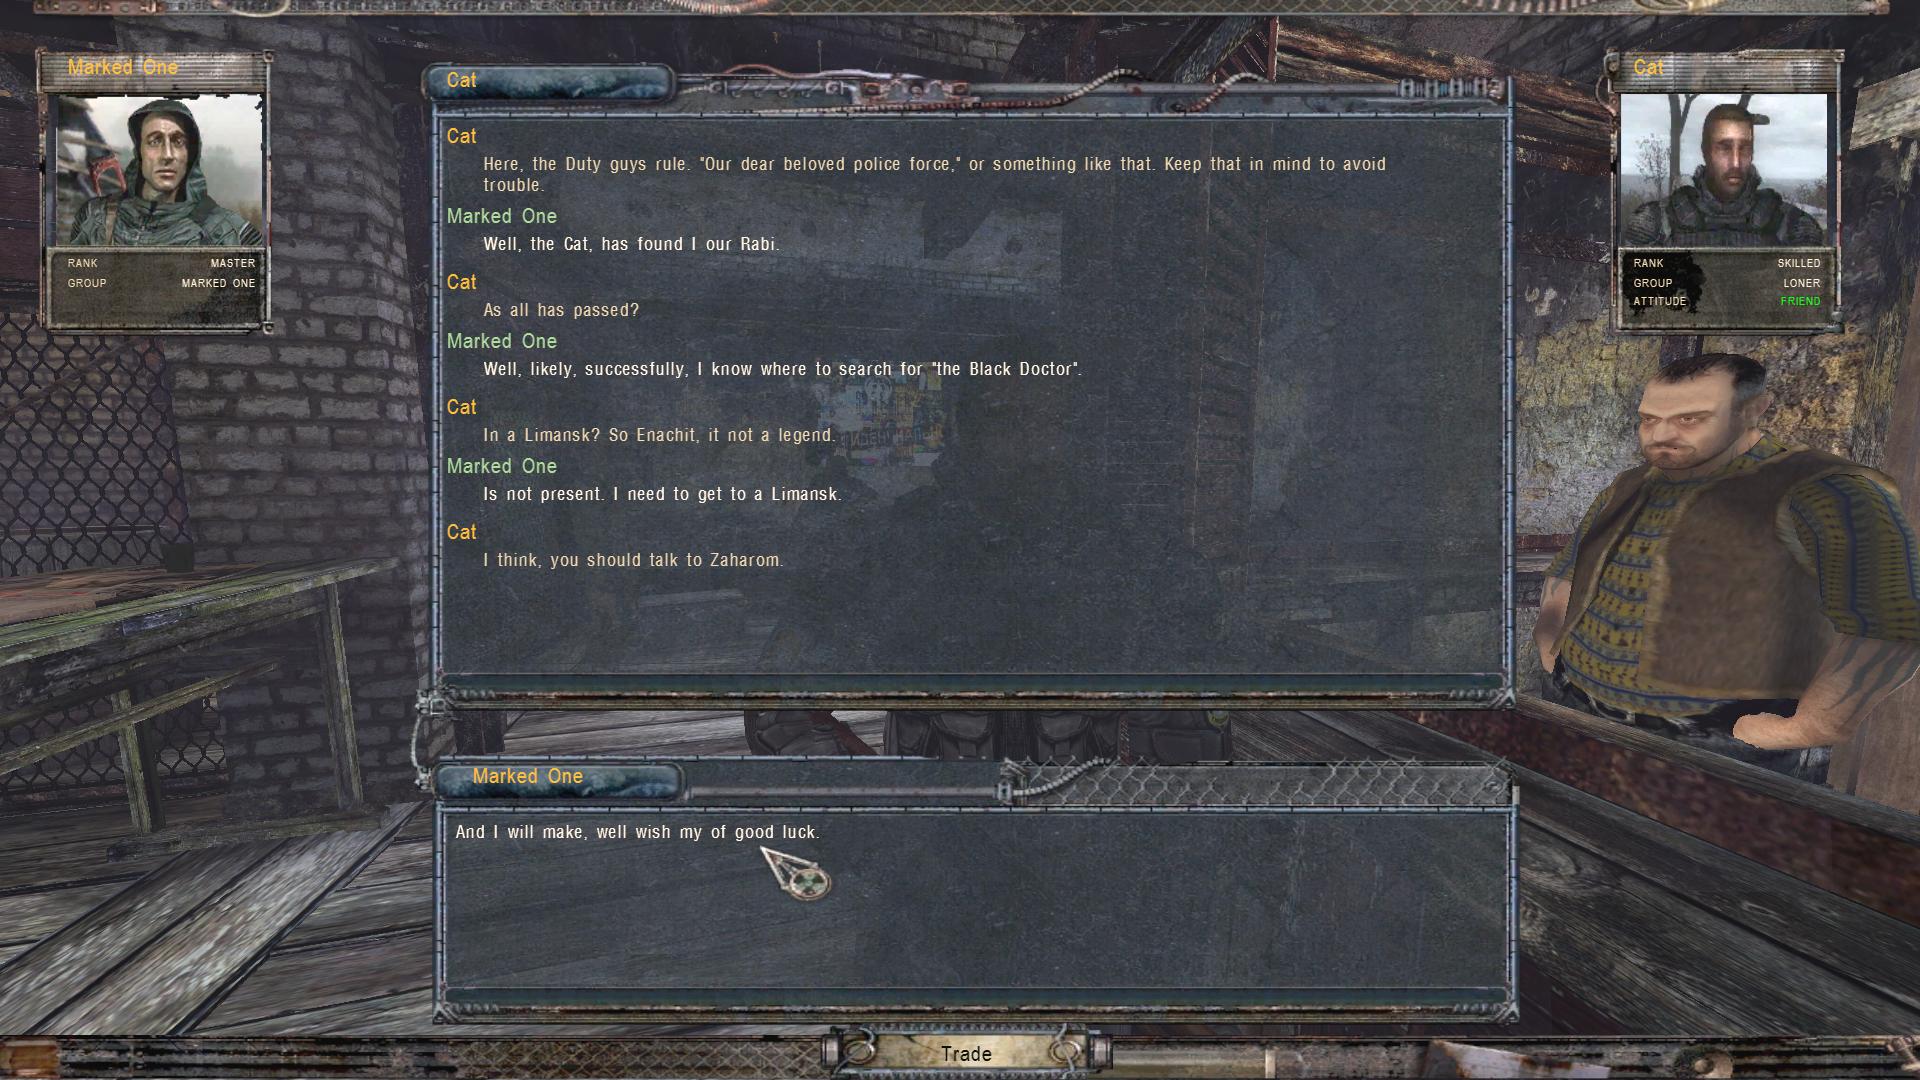 Marked One
RANK MASTER
GROUP MARKED ONE
Cat
Cat
Here, the Duty guys rule. "Our dear beloved police force," or something like that. Keep that in mind to avoid
trouble.
Marked One
Well, the Cat, has found I our Rabi.
Cat
As all has passed?
Marked One
Well, likely, successfully, I know where to search for "the Black Doctor".
Cat
In a Limansk? So Enachit, it not a legend.
Marked One
Is not present. I need to get to a Limansk.
Cat
I think, you should talk to Zaharom.
Cat
RANK SKILLED
GROUP LONER
ATTITUDE FRIEND
Marked One
And I will make, well wish my of good luck.
Trade